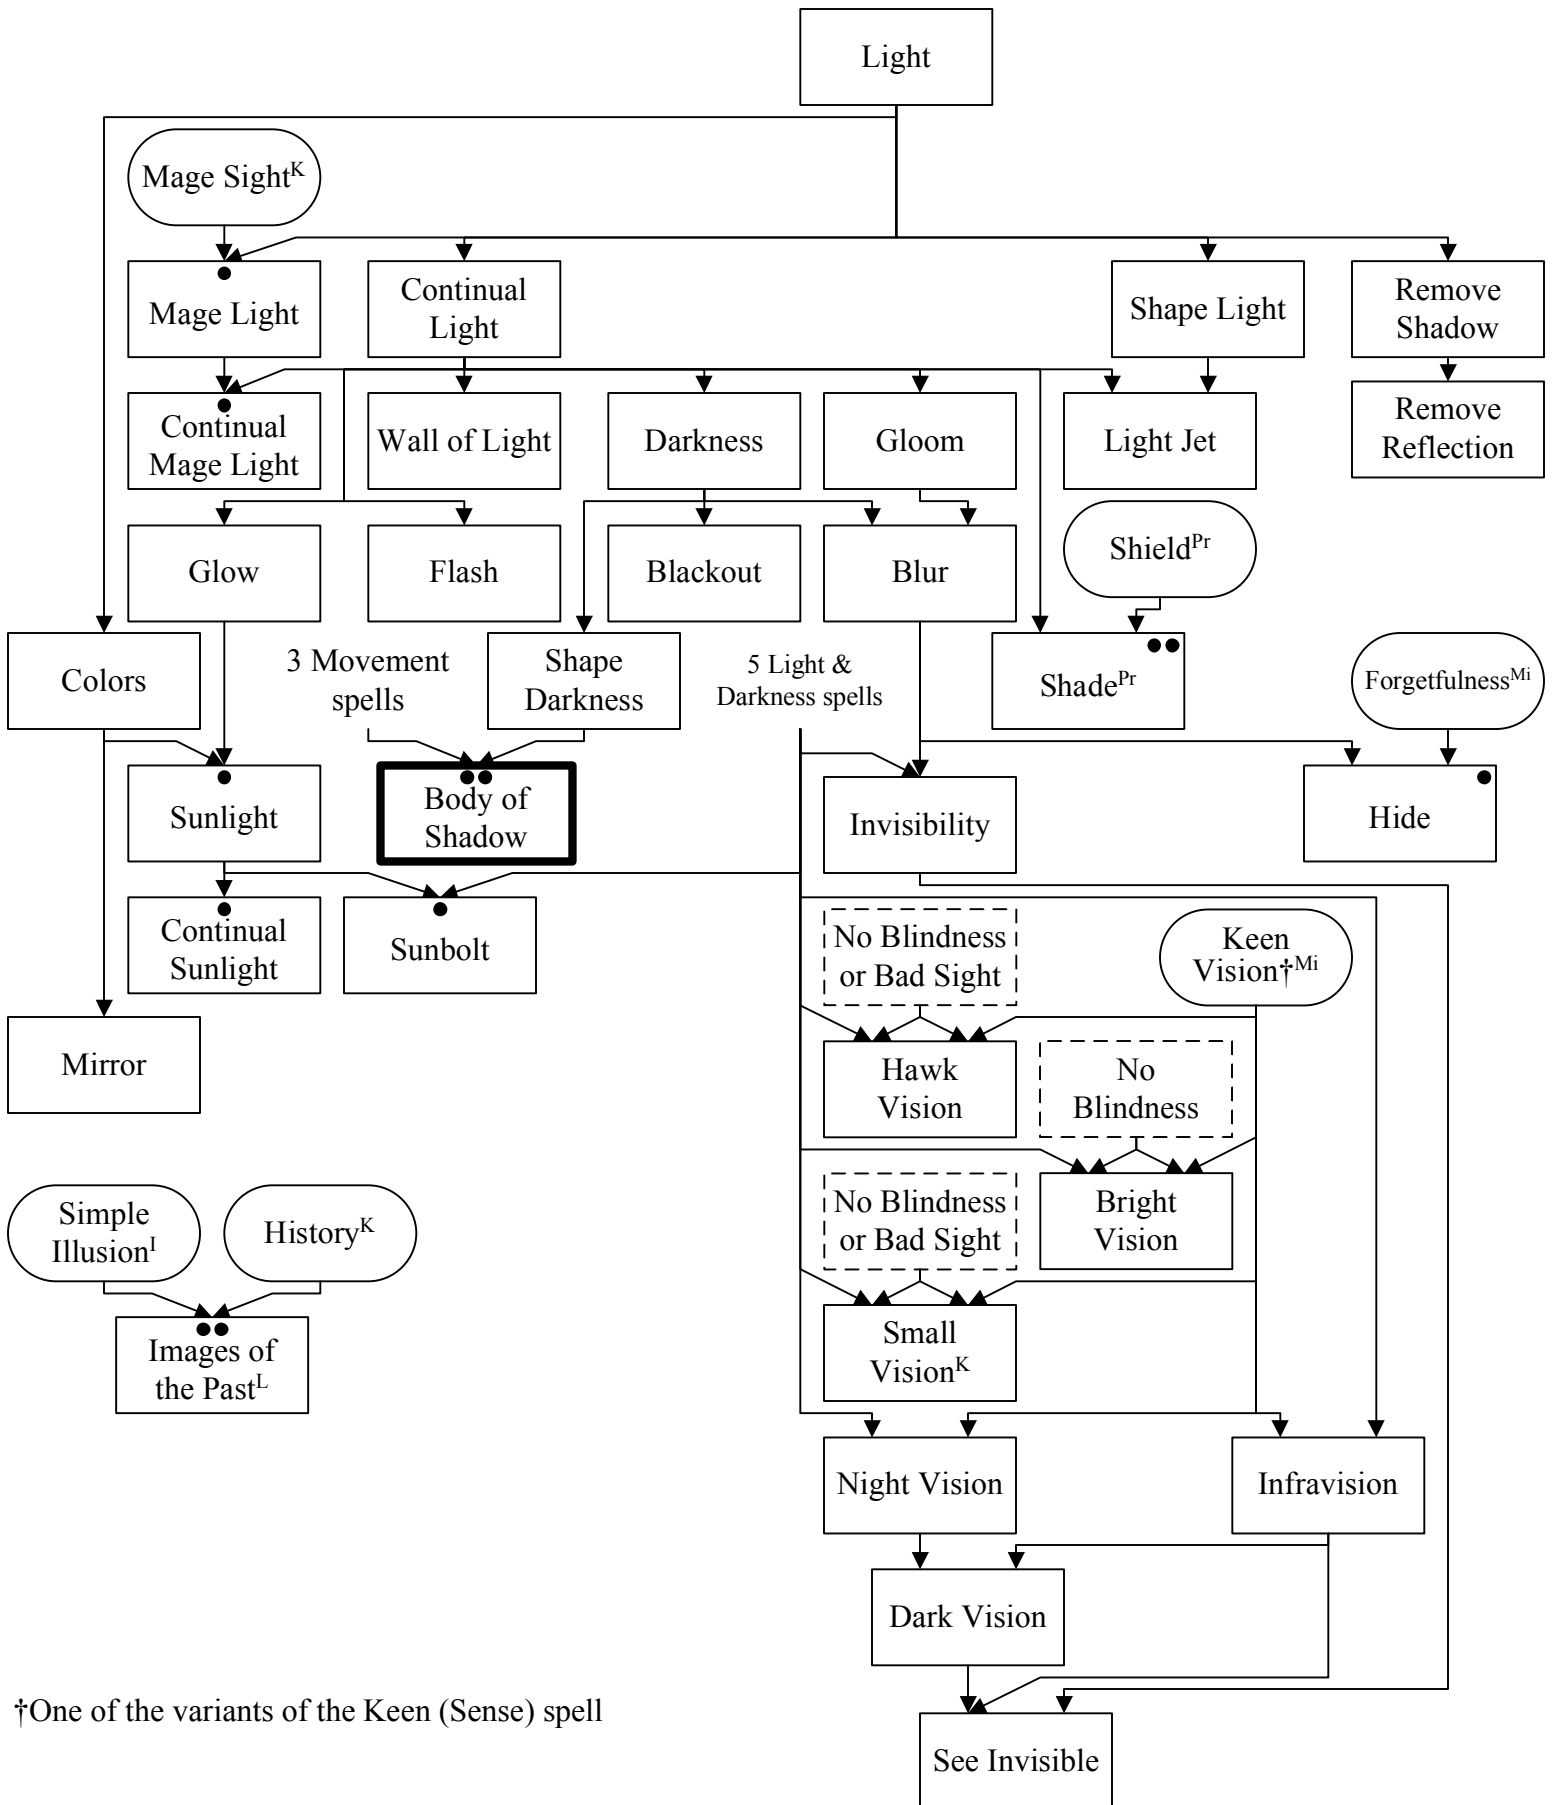 Light
Mage Sight^K
Mage Light
Continual
Light
Shape Light
Remove
Shadow
Continual
Mage Light
Wall of Light
Darkness
Gloom
Light Jet
Remove
Reflection
Glow
Flash
Blackout
Blur
Shield^Pr
Colors
3 Movement
spells
Shape
Darkness
5 Light &
Darkness spells
Shade^Pr
Forgetfulness^Mi
Sunlight
Body of
Shadow
Invisibility
Hide
Continual
Sunlight
Sunbolt
No Blindness
or Bad Sight
Keen
Vision†^Mi
Mirror
Hawk
Vision
No
Blindness
Simple
Illusion^I
History^K
No Blindness
or Bad Sight
Bright
Vision
Images of
the Past^L
Small
Vision^K
Night Vision
Infravision
Dark Vision
†One of the variants of the Keen (Sense) spell
See Invisible